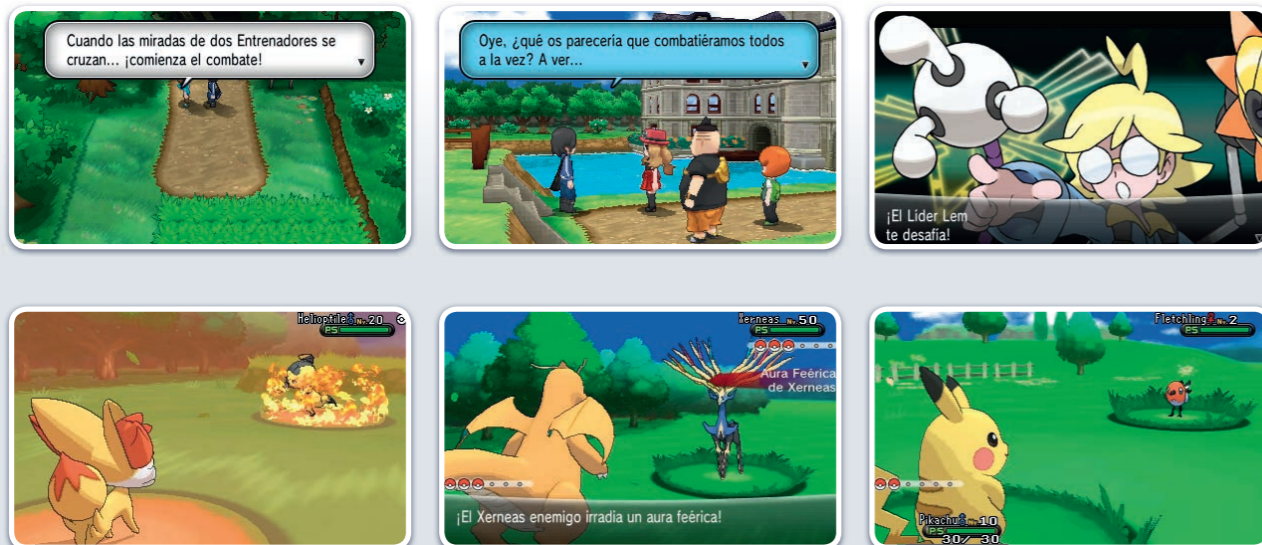 Cuando las miradas de dos Entrenadores se
cruzan... ¡comienza el combate!
Oye, ¿qué os parecería que combatiéramos todos
a la vez? A ver...
¡El Líder Lem
te desafía!
Helioptile♂ Nv.20
PS
Xerneas Nv.50
PS
Aura Feérica
de Xerneas
¡El Xerneas enemigo irradia un aura feérica!
Fletchling♀ Nv.2
PS
Pikachu♂ Nv.10
PS
30/ 30